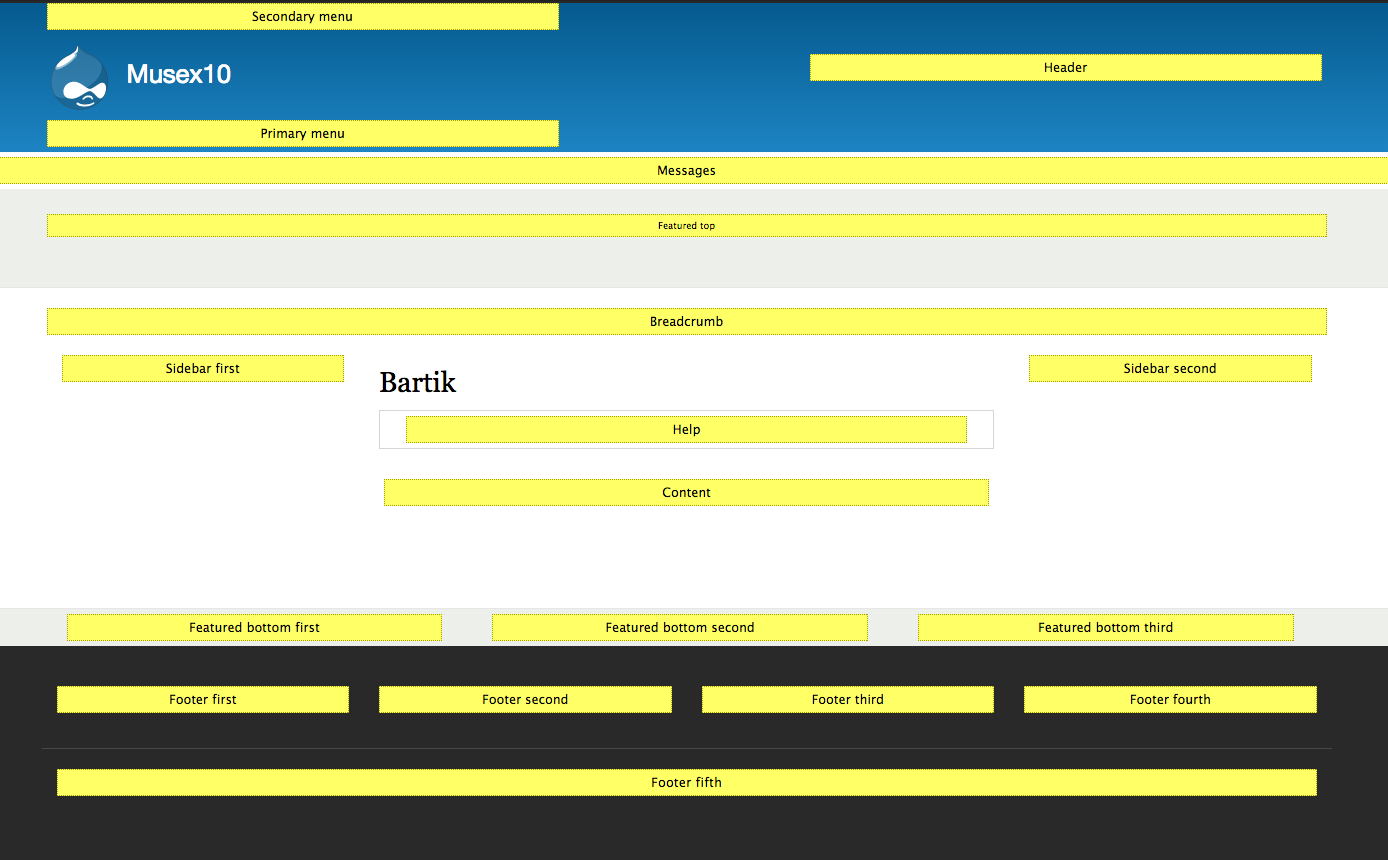 Secondary menu
Musex10
Header
Primary menu
Messages
Featured top
Breadcrumb
Sidebar first
Bartik
Sidebar second
Help
Content
Featured bottom first
Featured bottom second
Featured bottom third
Footer first
Footer second
Footer third
Footer fourth
Footer fifth